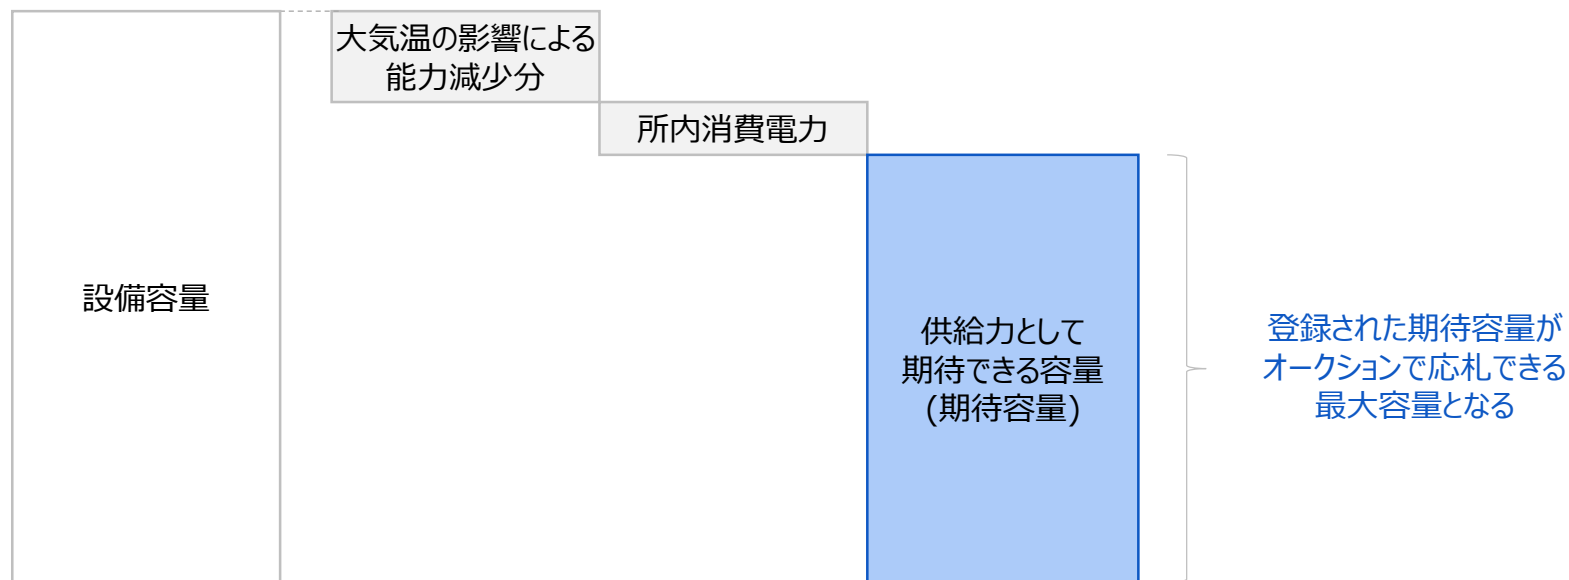 大気温の影響による
能力減少分
所内消費電力
設備容量
供給力として
期待できる容量
(期待容量)
登録された期待容量が
オークションで応札できる
最大容量となる